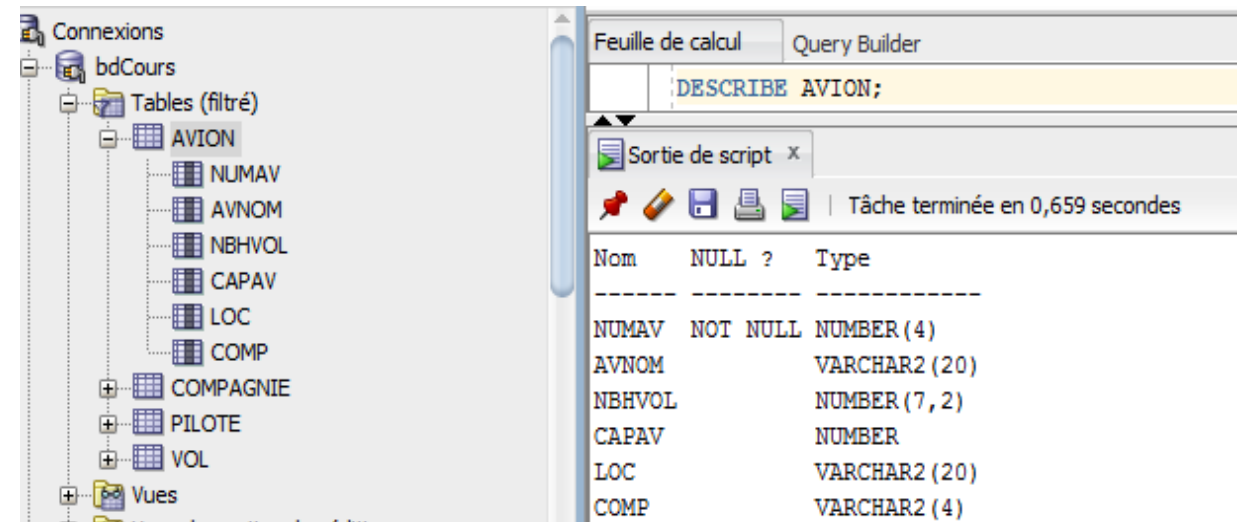 Connexions
bdCours
Tables (filtré)
AVION
NUMAV
AVNOM
NBHVOL
CAPAV
LOC
COMP
COMPAGNIE
PILOTE
VOL
Vues
Feuille de calcul Query Builder
DESCRIBE AVION;
Sortie de script x
Tâche terminée en 0,659 secondes
Nom NULL ? Type
------ -------- ------------
NUMAV NOT NULL NUMBER(4)
AVNOM VARCHAR2(20)
NBHVOL NUMBER(7,2)
CAPAV NUMBER
LOC VARCHAR2(20)
COMP VARCHAR2(4)